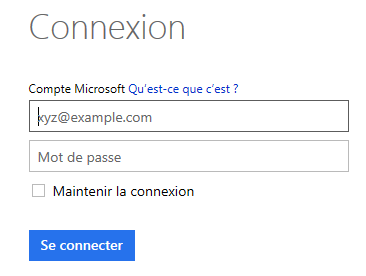 Connexion
Compte Microsoft Qu'est-ce que c'est ?
xyz@example.com
Mot de passe
Maintenir la connexion
Se connecter